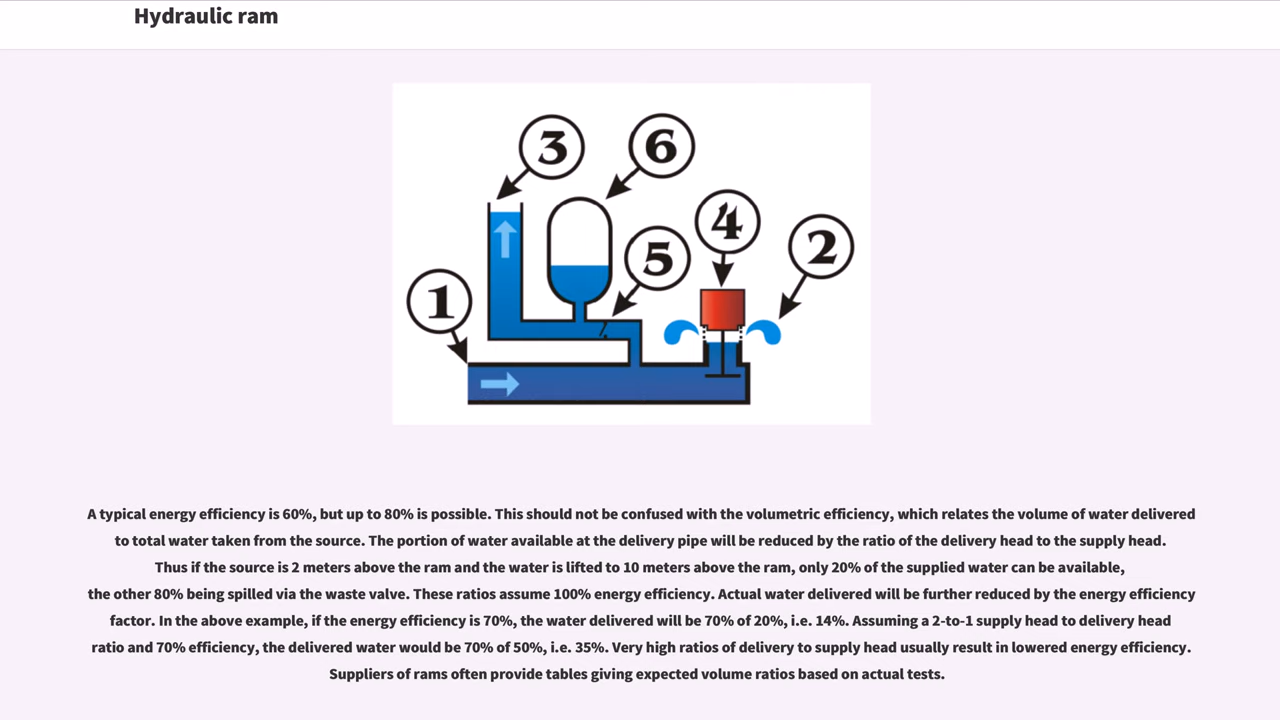 Hydraulic ram
3
6
4
5
2
1
A typical energy efficiency is 60%, but up to 80% is possible. This should not be confused with the volumetric efficiency, which relates the volume of water delivered
to total water taken from the source. The portion of water available at the delivery pipe will be reduced by the ratio of the delivery head to the supply head.
Thus if the source is 2 meters above the ram and the water is lifted to 10 meters above the ram, only 20% of the supplied water can be available,
the other 80% being spilled via the waste valve. These ratios assume 100% energy efficiency. Actual water delivered will be further reduced by the energy efficiency
factor. In the above example, if the energy efficiency is 70%, the water delivered will be 70% of 20%, i.e. 14%. Assuming a 2-to-1 supply head to delivery head
ratio and 70% efficiency, the delivered water would be 70% of 50%, i.e. 35%. Very high ratios of delivery to supply head usually result in lowered energy efficiency.
Suppliers of rams often provide tables giving expected volume ratios based on actual tests.